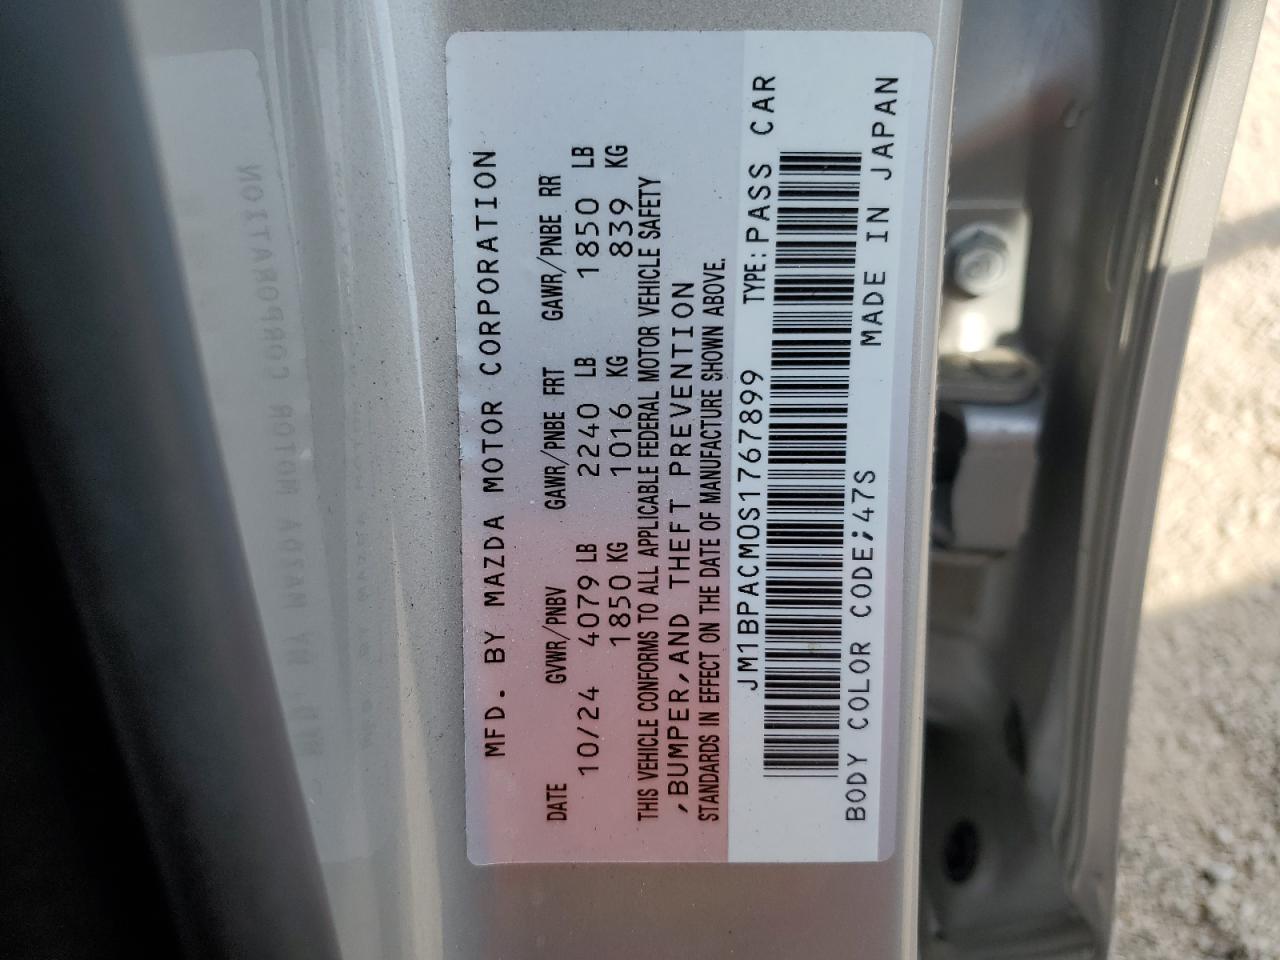 MFD. BY MAZDA MOTOR CORPORATION
DATE GVWR/PNBV GAWR/PNBE FRT GAWR/PNBE RR
10/24 4079 LB 2240 LB 1850 LB
1850 KG 1016 KG 839 KG
THIS VEHICLE CONFORMS TO ALL APPLICABLE FEDERAL MOTOR VEHICLE SAFETY
,BUMPER,AND THEFT PREVENTION
STANDARDS IN EFFECT ON THE DATE OF MANUFACTURE SHOWN ABOVE.
JM1BPACM0S1767899 TYPE:PASS CAR
BODY COLOR CODE;47S MADE IN JAPAN